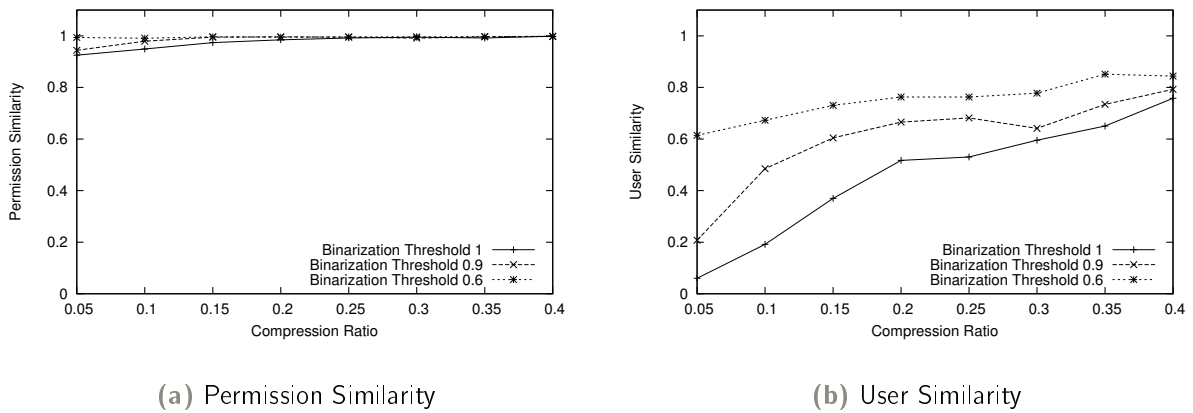 1
0.8
0.6
0.4
0.2
0
Permission Similarity
Binarization Threshold 1
Binarization Threshold 0.9
Binarization Threshold 0.6
0.05 0.1 0.15 0.2 0.25 0.3 0.35 0.4
Compression Ratio
(a) Permission Similarity
1
0.8
0.6
0.4
0.2
0
User Similarity
Binarization Threshold 1
Binarization Threshold 0.9
Binarization Threshold 0.6
0.05 0.1 0.15 0.2 0.25 0.3 0.35 0.4
Compression Ratio
(b) User Similarity